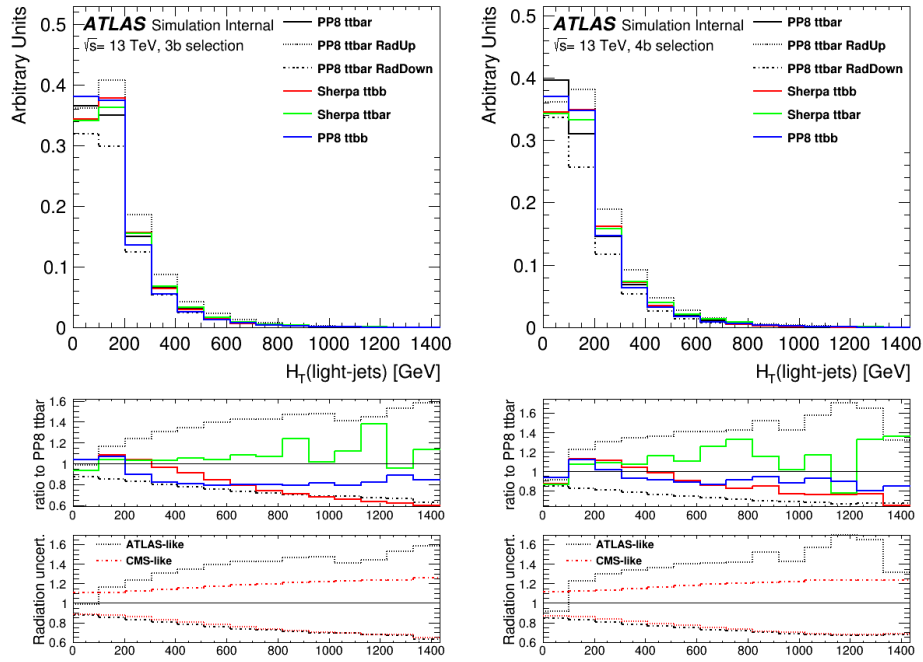 ATLAS Simulation Internal
√s= 13 TeV, 3b selection
PP8 ttbar
PP8 ttbar RadUp
PP8 ttbar RadDown
Sherpa ttbb
Sherpa ttbar
PP8 ttbb
Arbitrary Units
0.5
0.4
0.3
0.2
0.1
0
0 200 400 600 800 1000 1200 1400
H_T(light-jets) [GeV]
ratio to PP8 ttbar
1.6
1.4
1.2
1
0.8
0.6
0 200 400 600 800 1000 1200 1400
Radiation uncert.
ATLAS-like
CMS-like
1.6
1.4
1.2
1
0.8
0.6
0 200 400 600 800 1000 1200 1400
ATLAS Simulation Internal
√s= 13 TeV, 4b selection
PP8 ttbar
PP8 ttbar RadUp
PP8 ttbar RadDown
Sherpa ttbb
Sherpa ttbar
PP8 ttbb
Arbitrary Units
0.5
0.4
0.3
0.2
0.1
0
0 200 400 600 800 1000 1200 1400
H_T(light-jets) [GeV]
ratio to PP8 ttbar
1.6
1.4
1.2
1
0.8
0.6
0 200 400 600 800 1000 1200 1400
Radiation uncert.
ATLAS-like
CMS-like
1.6
1.4
1.2
1
0.8
0.6
0 200 400 600 800 1000 1200 1400